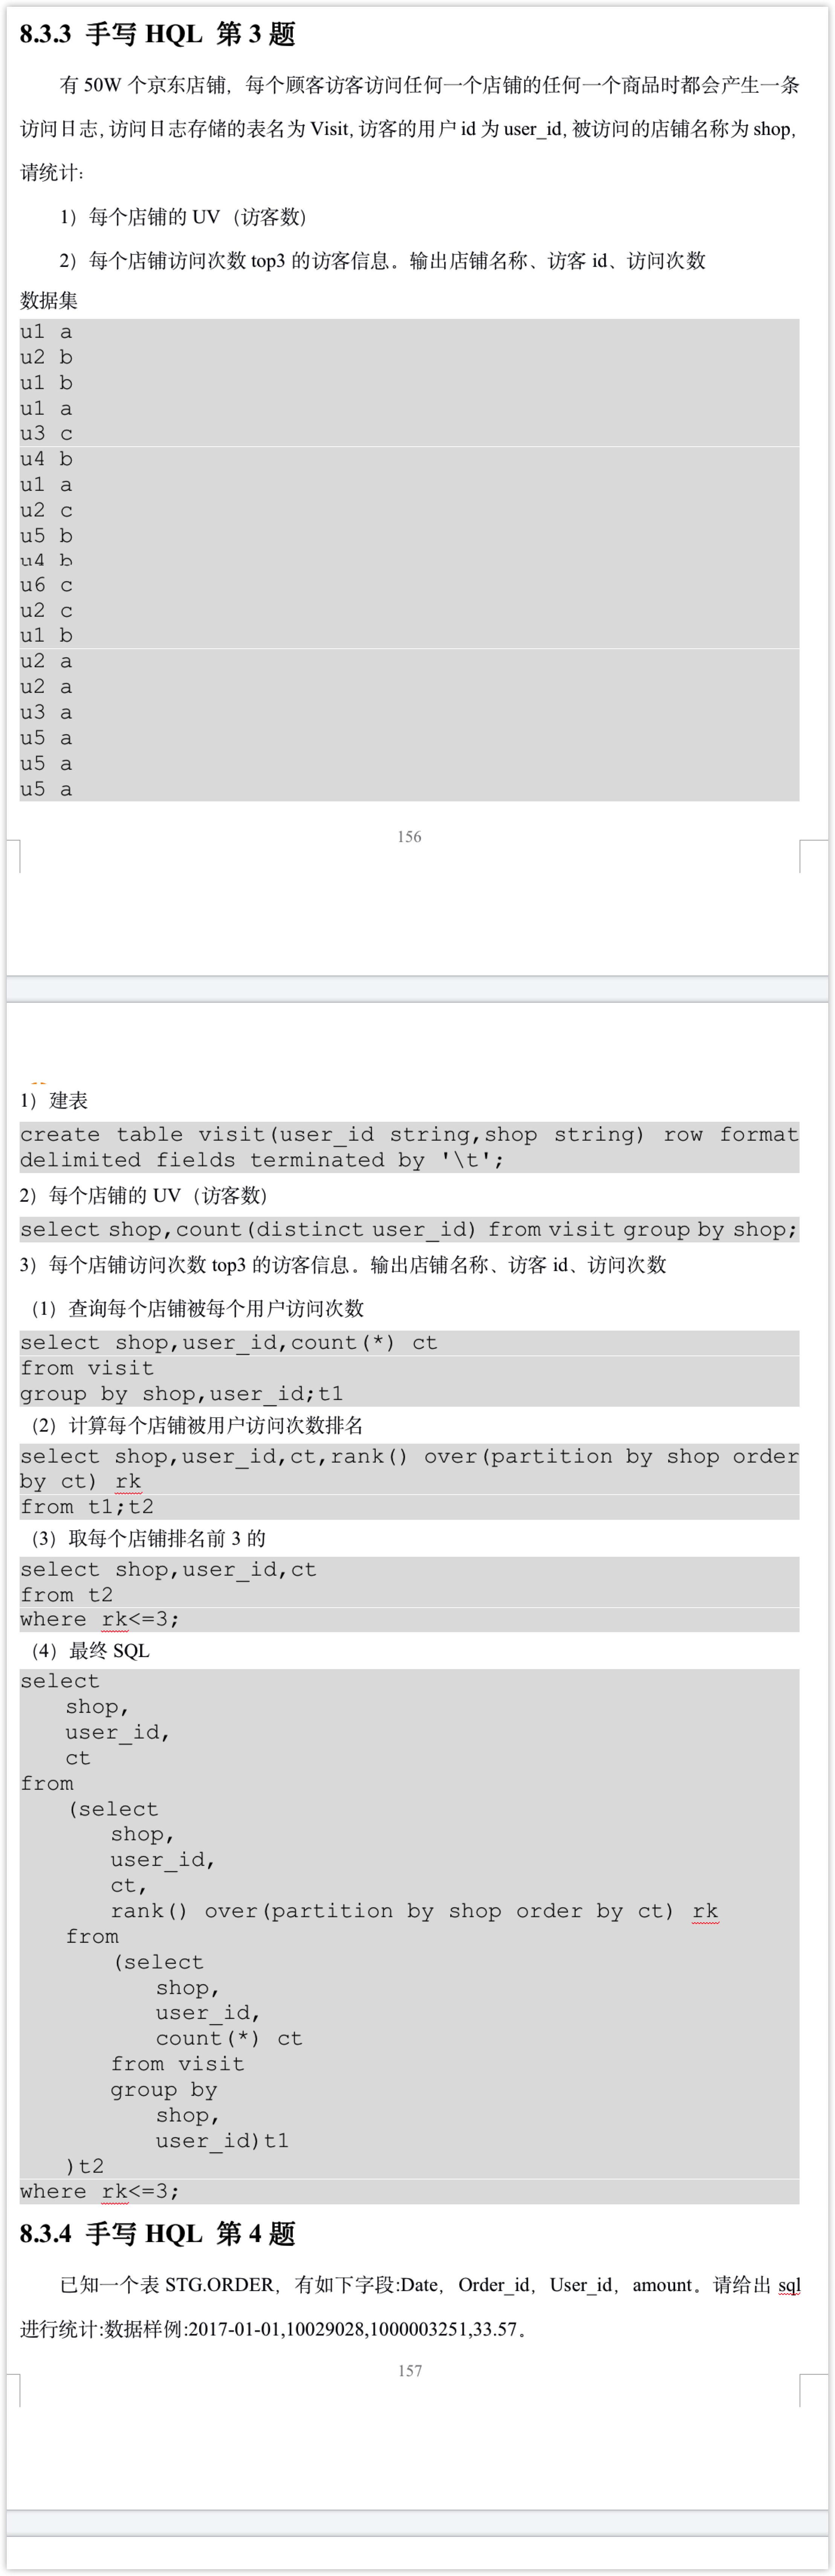 8.3.3 手写 HQL 第 3 题
有 50W 个京东店铺，每个顾客访客访问任何一个店铺的任何一个商品时都会产生一条
访问日志，访问日志存储的表名为 Visit，访客的用户 id 为 user_id，被访问的店铺名称为 shop，
请统计：
1）每个店铺的 UV（访客数）
2）每个店铺访问次数 top3 的访客信息。输出店铺名称、访客 id、访问次数
数据集
u1 a
u2 b
u1 b
u1 a
u3 c
u4 b
u1 a
u2 c
u5 b
u4 b
u6 c
u2 c
u1 b
u2 a
u2 a
u3 a
u5 a
u5 a
u5 a
156
1）建表
create table visit(user_id string,shop string) row format
delimited fields terminated by '\t';
2）每个店铺的 UV（访客数）
select shop,count(distinct user_id) from visit group by shop;
3）每个店铺访问次数 top3 的访客信息。输出店铺名称、访客 id、访问次数
（1）查询每个店铺被每个用户访问次数
select shop,user_id,count(*) ct
from visit
group by shop,user_id;t1
（2）计算每个店铺被用户访问次数排名
select shop,user_id,ct,rank() over(partition by shop order
by ct) rk
from t1;t2
（3）取每个店铺排名前 3 的
select shop,user_id,ct
from t2
where rk<=3;
（4）最终 SQL
select
shop,
user_id,
ct
from
(select
shop,
user_id,
ct,
rank() over(partition by shop order by ct) rk
from
(select
shop,
user_id,
count(*) ct
from visit
group by
shop,
user_id)t1
)t2
where rk<=3;
8.3.4 手写 HQL 第 4 题
已知一个表 STG.ORDER，有如下字段:Date，Order_id，User_id，amount。请给出 sql
进行统计:数据样例:2017-01-01,10029028,1000003251,33.57。
157